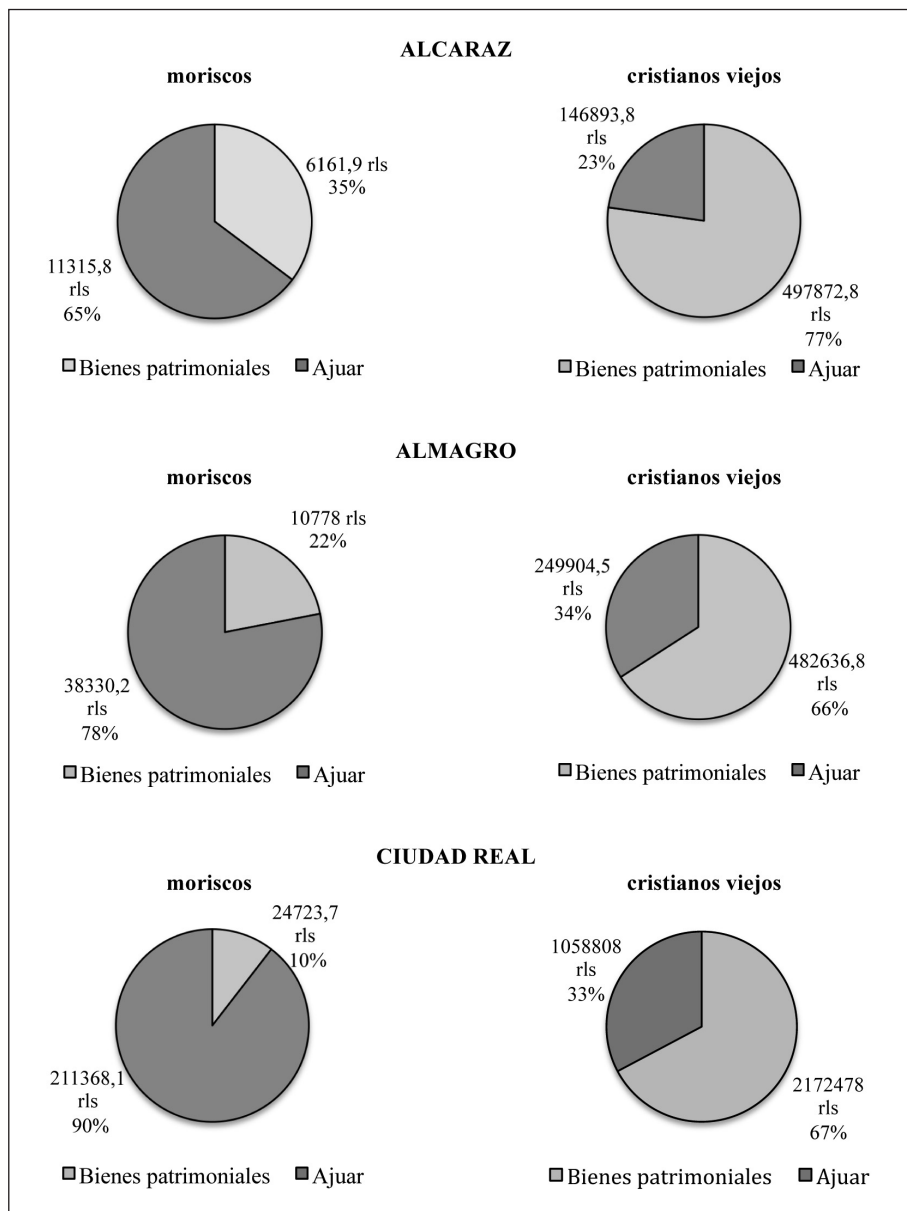 ALCARAZ
moriscos
6161,9 rls
35%
11315,8
rls
65%
Bienes patrimoniales Ajuar
cristianos viejos
146893,8
rls
23%
497872,8
rls
77%
Bienes patrimoniales Ajuar
ALMAGRO
moriscos
10778 rls
22%
38330,2
rls
78%
Bienes patrimoniales Ajuar
cristianos viejos
249904,5
rls
34%
482636,8
rls
66%
Bienes patrimoniales Ajuar
CIUDAD REAL
moriscos
24723,7
rls
10%
211368,1
rls
90%
Bienes patrimoniales Ajuar
cristianos viejos
1058808
rls
33%
2172478
rls
67%
Bienes patrimoniales Ajuar